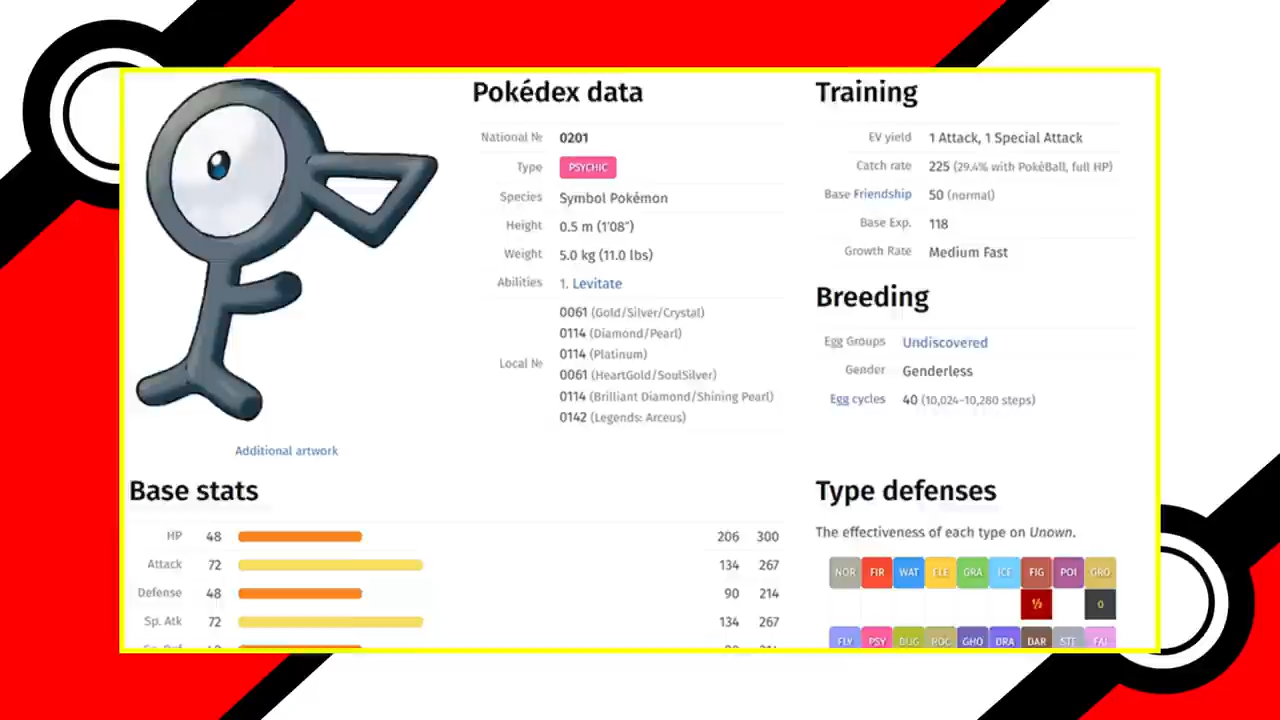 Pokédex data
National № 0201
Type PSYCHIC
Species Symbol Pokémon
Height 0.5 m (1'08")
Weight 5.0 kg (11.0 lbs)
Abilities 1. Levitate
Local № 0061 (Gold/Silver/Crystal)
0114 (Diamond/Pearl)
0114 (Platinum)
0061 (HeartGold/SoulSilver)
0114 (Brilliant Diamond/Shining Pearl)
0142 (Legends: Arceus)
Training
EV yield 1 Attack, 1 Special Attack
Catch rate 225 (29.4% with PokéBall, full HP)
Base Friendship 50 (normal)
Base Exp. 118
Growth Rate Medium Fast
Breeding
Egg Groups Undiscovered
Gender Genderless
Egg cycles 40 (10,024–10,280 steps)
Additional artwork
Base stats
HP 48 206 300
Attack 72 134 267
Defense 48 90 214
Sp. Atk 72 134 267
Type defenses
The effectiveness of each type on Unown.
NOR FIR WAT ELE GRA ICE FIG POI GRO
½ 0
FLY PSY BUG ROC GHO DRA DAR STE FAI